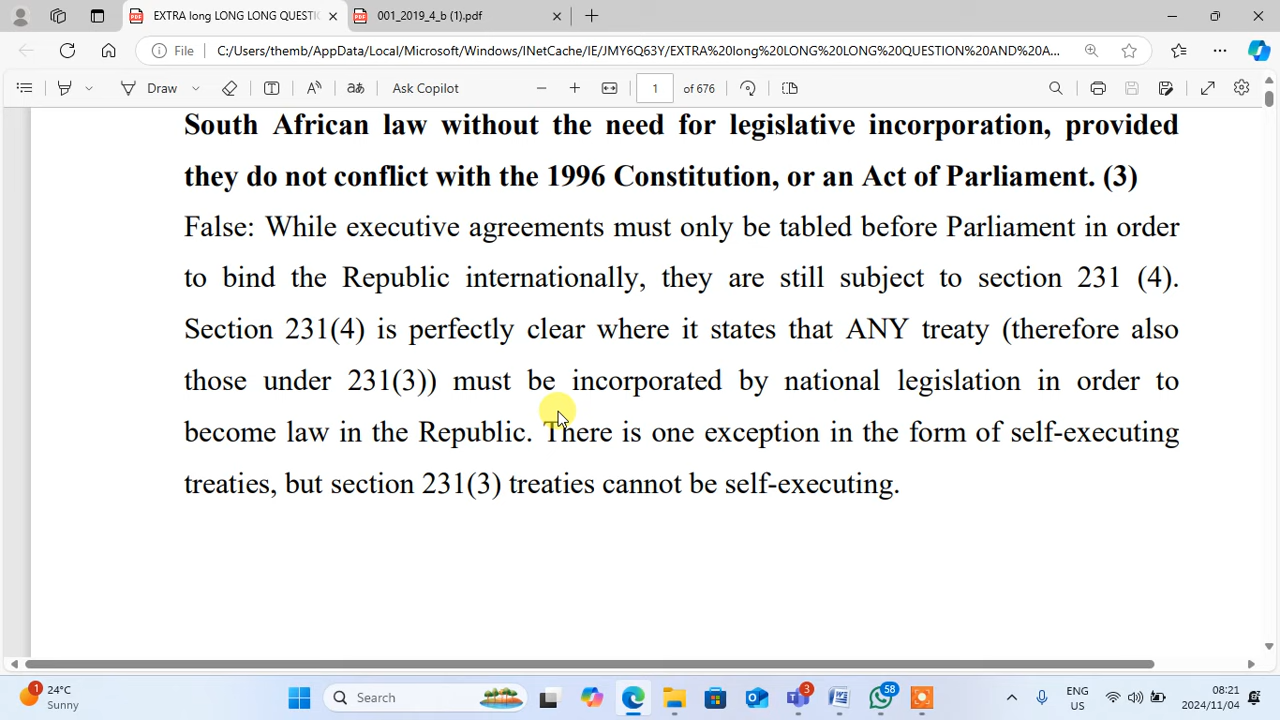 EXTRA long LONG LONG QUESTIO
001_2019_4_b (1).pdf
File
C:/Users/themb/AppData/Local/Microsoft/Windows/INetCache/IE/JMY6Q63Y/EXTRA%20long%20LONG%20LONG%20QUESTION%20AND%20A...
Draw
Ask Copilot
1
of 676
South African law without the need for legislative incorporation, provided
they do not conflict with the 1996 Constitution, or an Act of Parliament. (3)
False: While executive agreements must only be tabled before Parliament in order
to bind the Republic internationally, they are still subject to section 231 (4).
Section 231(4) is perfectly clear where it states that ANY treaty (therefore also
those under 231(3)) must be incorporated by national legislation in order to
become law in the Republic. There is one exception in the form of self-executing
treaties, but section 231(3) treaties cannot be self-executing.
1
24°C
Sunny
Search
3
58
ENG
US
08:21
2024/11/04